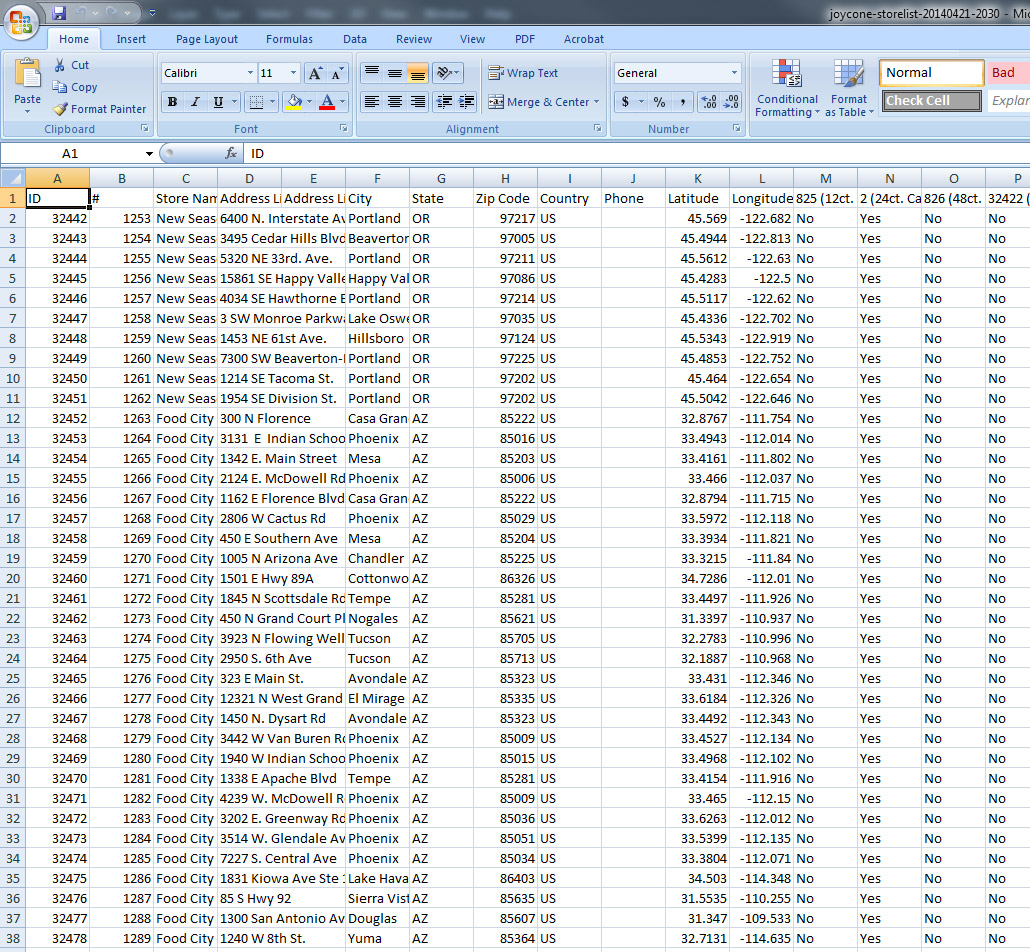 joycone-storelist-20140421-2030 - Mi
Home Insert Page Layout Formulas Data Review View PDF Acrobat
Cut Calibri 11 Wrap Text General Normal Bad
Copy
Paste Format Painter B I U Merge & Center $ % , Conditional Formatting Format as Table Check Cell Explan
Clipboard Font Alignment Number
A1 fx ID
A B C D E F G H I J K L M N O P
1 ID # Store Nam Address Li Address Li City State Zip Code Country Phone Latitude Longitude 825 (12ct. 2 (24ct. Ca 826 (48ct. 32422 (
2 32442 1253 New Seas 6400 N. Interstate Av Portland OR 97217 US 45.569 -122.682 No Yes No No
3 32443 1254 New Seas 3495 Cedar Hills Blvd Beaverton OR 97005 US 45.4944 -122.813 No Yes No No
4 32444 1255 New Seas 5320 NE 33rd. Ave. Portland OR 97211 US 45.5612 -122.63 No Yes No No
5 32445 1256 New Seas 15861 SE Happy Valle Happy Val OR 97086 US 45.4283 -122.5 No Yes No No
6 32446 1257 New Seas 4034 SE Hawthorne B Portland OR 97214 US 45.5117 -122.62 No Yes No No
7 32447 1258 New Seas 3 SW Monroe Parkwa Lake Oswe OR 97035 US 45.4336 -122.702 No Yes No No
8 32448 1259 New Seas 1453 NE 61st Ave. Hillsboro OR 97124 US 45.5343 -122.919 No Yes No No
9 32449 1260 New Seas 7300 SW Beaverton-H Portland OR 97225 US 45.4853 -122.752 No Yes No No
10 32450 1261 New Seas 1214 SE Tacoma St. Portland OR 97202 US 45.464 -122.654 No Yes No No
11 32451 1262 New Seas 1954 SE Division St. Portland OR 97202 US 45.5042 -122.646 No Yes No No
12 32452 1263 Food City 300 N Florence Casa Gran AZ 85222 US 32.8767 -111.754 No Yes No No
13 32453 1264 Food City 3131 E Indian Schoo Phoenix AZ 85016 US 33.4943 -112.014 No Yes No No
14 32454 1265 Food City 1342 E. Main Street Mesa AZ 85203 US 33.4161 -111.802 No Yes No No
15 32455 1266 Food City 2124 E. McDowell Rd Phoenix AZ 85006 US 33.466 -112.037 No Yes No No
16 32456 1267 Food City 1162 E Florence Blvd Casa Gran AZ 85222 US 32.8794 -111.715 No Yes No No
17 32457 1268 Food City 2806 W Cactus Rd Phoenix AZ 85029 US 33.5972 -112.118 No Yes No No
18 32458 1269 Food City 450 E Southern Ave Mesa AZ 85204 US 33.3934 -111.821 No Yes No No
19 32459 1270 Food City 1005 N Arizona Ave Chandler AZ 85225 US 33.3215 -111.84 No Yes No No
20 32460 1271 Food City 1501 E Hwy 89A Cottonwo AZ 86326 US 34.7286 -112.01 No Yes No No
21 32461 1272 Food City 1845 N Scottsdale Rd Tempe AZ 85281 US 33.4497 -111.926 No Yes No No
22 32462 1273 Food City 450 N Grand Court Pl Nogales AZ 85621 US 31.3397 -110.937 No Yes No No
23 32463 1274 Food City 3923 N Flowing Well Tucson AZ 85705 US 32.2783 -110.996 No Yes No No
24 32464 1275 Food City 2950 S. 6th Ave Tucson AZ 85713 US 32.1887 -110.968 No Yes No No
25 32465 1276 Food City 323 E Main St. Avondale AZ 85323 US 33.431 -112.346 No Yes No No
26 32466 1277 Food City 12321 N West Grand El Mirage AZ 85335 US 33.6184 -112.326 No Yes No No
27 32467 1278 Food City 1450 N. Dysart Rd Avondale AZ 85323 US 33.4492 -112.343 No Yes No No
28 32468 1279 Food City 3442 W Van Buren Rd Phoenix AZ 85009 US 33.4527 -112.134 No Yes No No
29 32469 1280 Food City 1940 W Indian Schoo Phoenix AZ 85015 US 33.4968 -112.102 No Yes No No
30 32470 1281 Food City 1338 E Apache Blvd Tempe AZ 85281 US 33.4154 -111.916 No Yes No No
31 32471 1282 Food City 4239 W. McDowell R Phoenix AZ 85009 US 33.465 -112.15 No Yes No No
32 32472 1283 Food City 3202 E. Greenway Rd Phoenix AZ 85036 US 33.6263 -112.012 No Yes No No
33 32473 1284 Food City 3514 W. Glendale Av Phoenix AZ 85051 US 33.5399 -112.135 No Yes No No
34 32474 1285 Food City 7227 S. Central Ave Phoenix AZ 85034 US 33.3804 -112.071 No Yes No No
35 32475 1286 Food City 1831 Kiowa Ave Ste 1 Lake Hava AZ 86403 US 34.503 -114.348 No Yes No No
36 32476 1287 Food City 85 S Hwy 92 Sierra Vist AZ 85635 US 31.5535 -110.255 No Yes No No
37 32477 1288 Food City 1300 San Antonio Av Douglas AZ 85607 US 31.347 -109.533 No Yes No No
38 32478 1289 Food City 1240 W 8th St. Yuma AZ 85364 US 32.7131 -114.635 No Yes No No